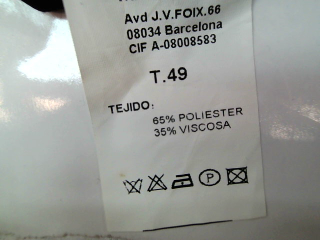 Avd J.V.FOIX.66
08034 Barcelona
CIF A-08008583
T.49
TEJIDO:
65% POLIESTER
35% VISCOSA
P